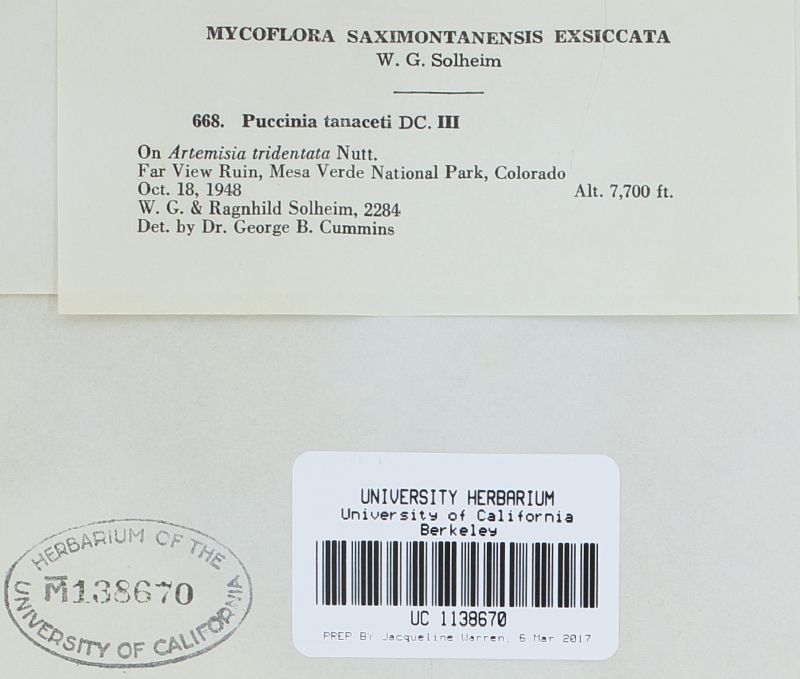 MYCOFLORA SAXIMONTANENSIS EXSICCATA
W. G. Solheim
668. Puccinia tanaceti DC. III
On Artemisia tridentata Nutt.
Far View Ruin, Mesa Verde National Park, Colorado
Oct. 18, 1948 Alt. 7,700 ft.
W. G. & Ragnhild Solheim, 2284
Det. by Dr. George B. Cummins
UNIVERSITY HERBARIUM
University of California
Berkeley
UC 1138670
PREP BY Jacqueline Warren, 6 Mar 2017
HERBARIUM OF THE
M1138670
UNIVERSITY OF CALIFORNIA